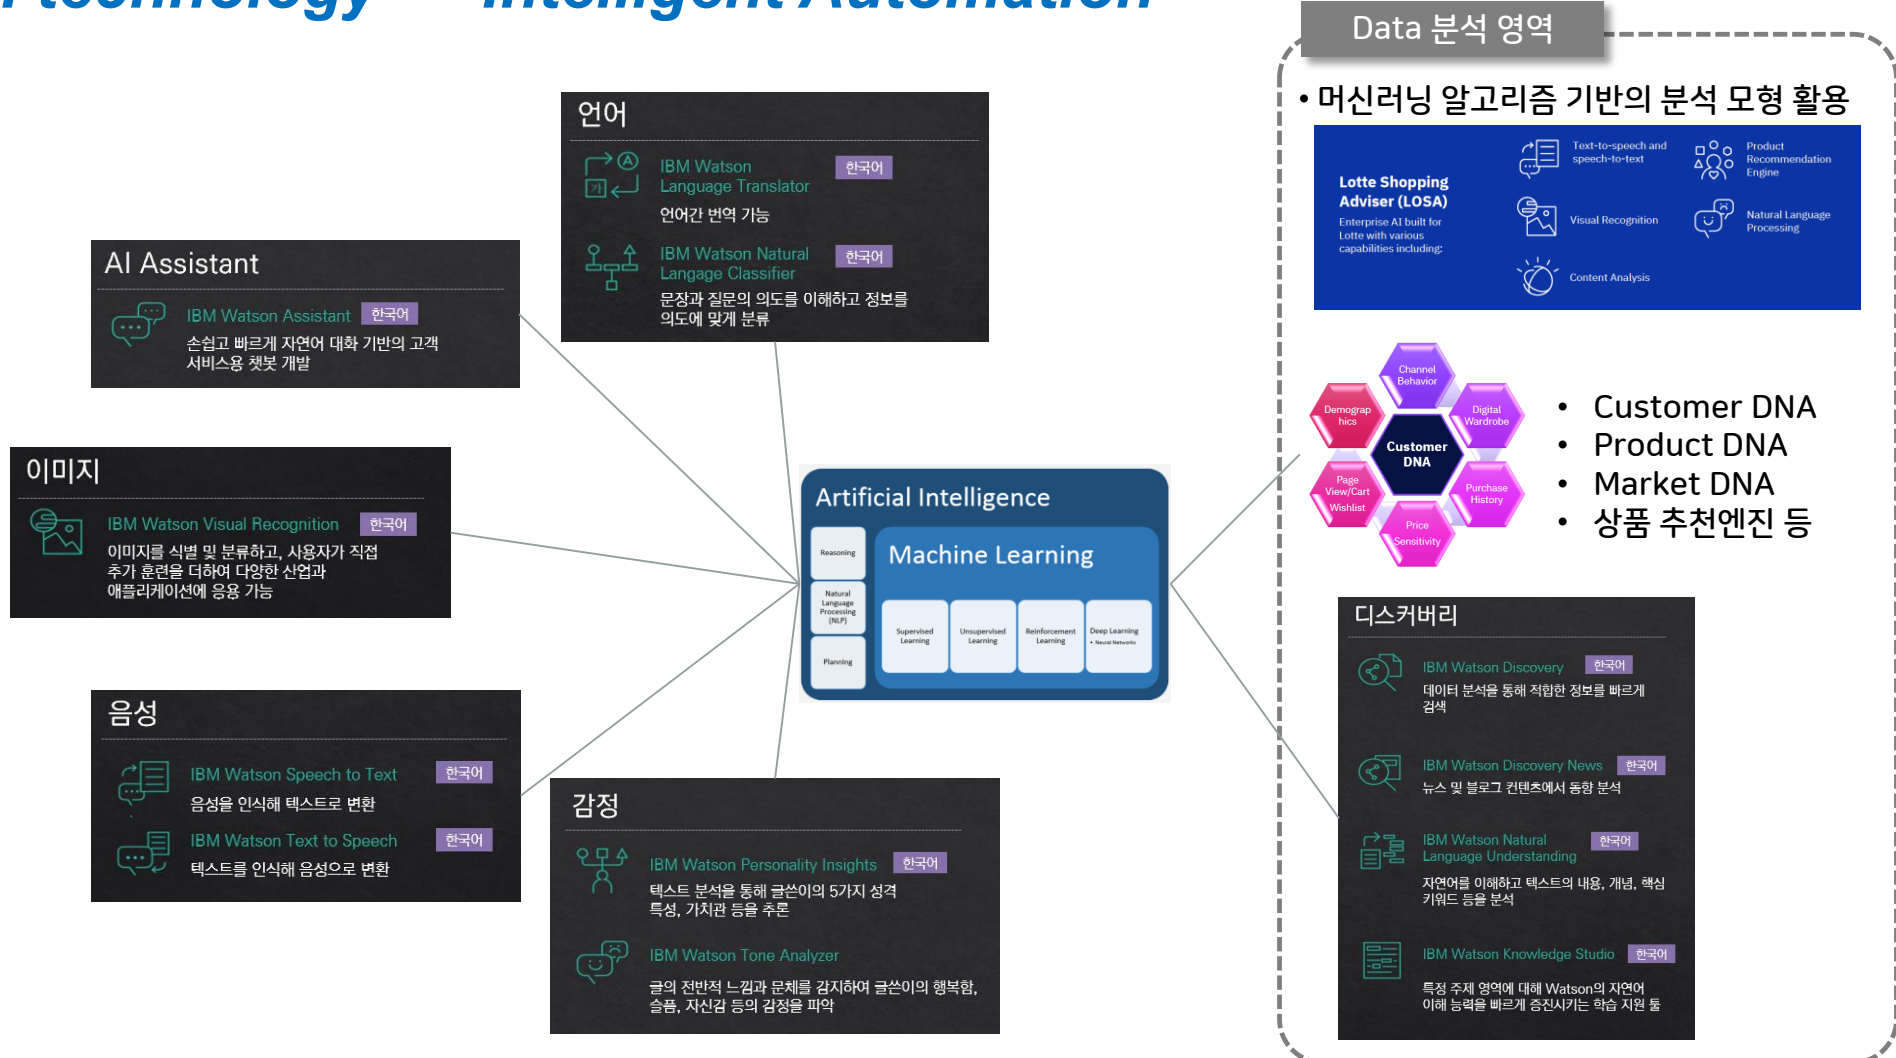 technology
Intelligent Automation
Data 분석 영역
• 머신러닝 알고리즘 기반의 분석 모형 활용
Lotte Shopping
Adviser (LOSA)
Enterprise AI built for
Lotte with various
capabilities including:
Text-to-speech and
speech-to-text
Product
Recommendation
Engine
Visual Recognition
Natural Language
Processing
Content Analysis
언어
IBM Watson
Language Translator
한국어
언어간 번역 가능
IBM Watson Natural
Langage Classifier
한국어
문장과 질문의 의도를 이해하고 정보를
의도에 맞게 분류
AI Assistant
IBM Watson Assistant 한국어
손쉽고 빠르게 자연어 대화 기반의 고객
서비스용 챗봇 개발
이미지
IBM Watson Visual Recognition 한국어
이미지를 식별 및 분류하고, 사용자가 직접
추가 훈련을 더하여 다양한 산업과
애플리케이션에 응용 가능
음성
IBM Watson Speech to Text 한국어
음성을 인식해 텍스트로 변환
IBM Watson Text to Speech 한국어
텍스트를 인식해 음성으로 변환
감정
IBM Watson Personality Insights 한국어
텍스트 분석을 통해 글쓴이의 5가지 성격
특성, 가치관 등을 추론
IBM Watson Tone Analyzer
글의 전반적 느낌과 문체를 감지하여 글쓴이의 행복함,
슬픔, 자신감 등의 감정을 파악
Artificial Intelligence
Reasoning
Natural
Language
Processing
(NLP)
Planning
Machine Learning
Supervised
Learning
Unsupervised
Learning
Reinforcement
Learning
Deep Learning
• Neural Networks
Channel
Behavior
Demograp
hics
Digital
Wardrobe
Customer
DNA
Page
View/Cart
Wishlist
Purchase
History
Price
Sensitivity
• Customer DNA
• Product DNA
• Market DNA
• 상품 추천엔진 등
디스커버리
IBM Watson Discovery 한국어
데이터 분석을 통해 적합한 정보를 빠르게
검색
IBM Watson Discovery News 한국어
뉴스 및 블로그 컨텐츠에서 동향 분석
IBM Watson Natural
Language Understanding
한국어
자연어를 이해하고 텍스트의 내용, 개념, 핵심
키워드 등을 분석
IBM Watson Knowledge Studio 한국어
특정 주제 영역에 대해 Watson의 자연어
이해 능력을 빠르게 증진시키는 학습 지원 툴